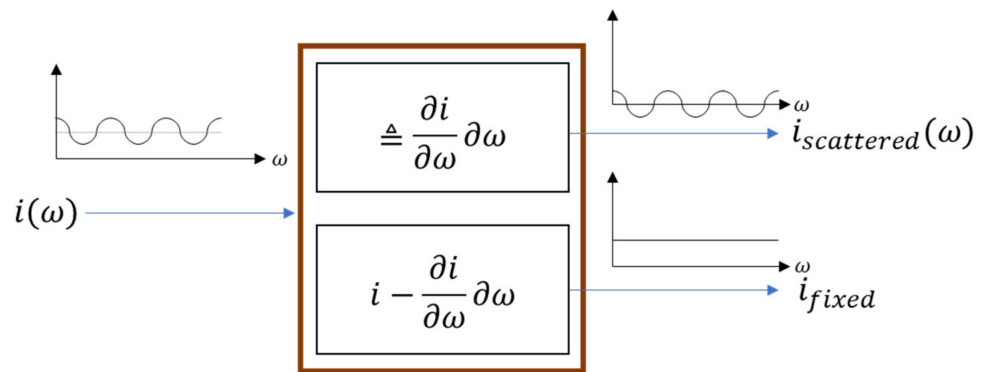 ω
i(ω)
≜ ∂i/∂ω ∂ω
i − ∂i/∂ω ∂ω
ω
i_scattered(ω)
ω
i_fixed